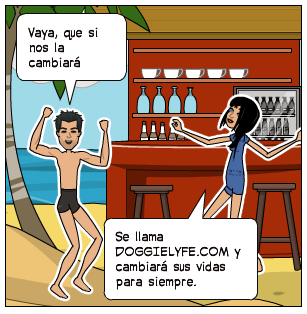 Vaya, que si
nos la
cambiará
Se llama
DOGGIELYFE.COM y
cambiará sus vidas
para siempre.